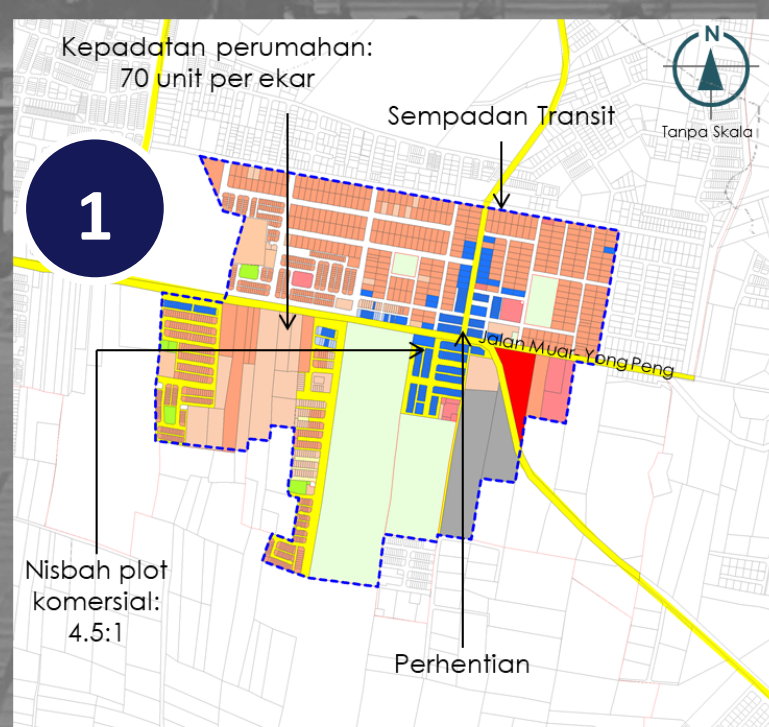 Kepadatan perumahan:
70 unit per ekar
Sempadan Transit
N
Tanpa Skala
1
Jalan Muar- Yong Peng
Nisbah plot
komersial:
4.5:1
Perhentian